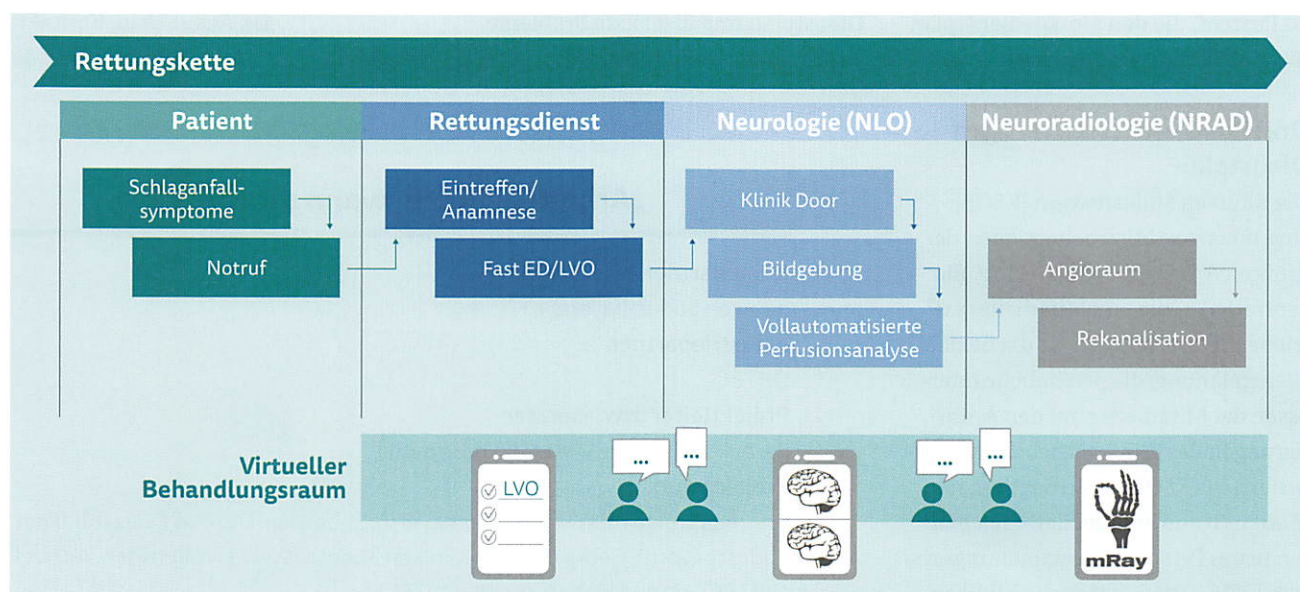 Rettungskette
Patient
Rettungsdienst
Neurologie (NLO)
Neuroradiologie (NRAD)
Schlaganfall-
symptome
Notruf
Eintreffen/
Anamnese
Fast ED/LVO
Klinik Door
Bildgebung
Vollautomatisierte
Perfusionsanalyse
Angioraum
Rekanalisation
Virtueller
Behandlungsraum
LVO
...
...
...
...
mRay